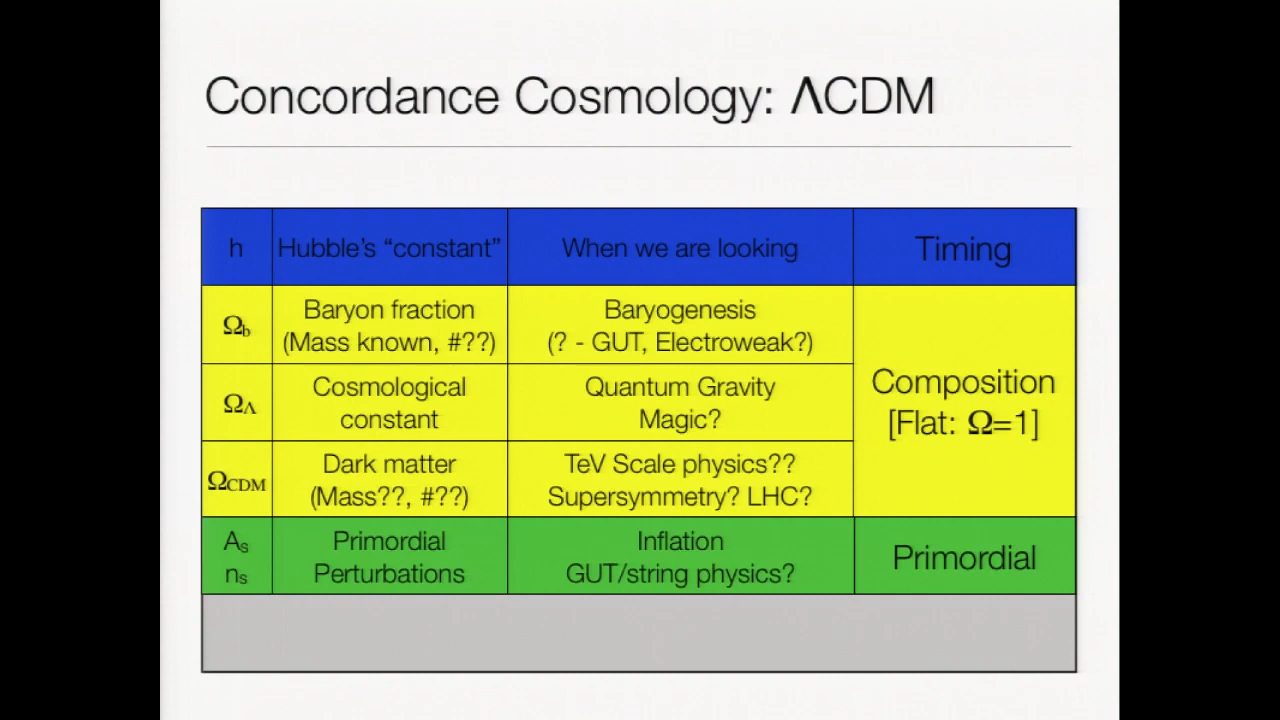 Concordance Cosmology: ΛCDM
h
Hubble's “constant”
When we are looking
Timing
Ωb
Baryon fraction
(Mass known, #??)
Baryogenesis
(? - GUT, Electroweak?)
Composition
[Flat: Ω=1]
ΩΛ
Cosmological
constant
Quantum Gravity
Magic?
ΩCDM
Dark matter
(Mass??, #??)
TeV Scale physics??
Supersymmetry? LHC?
As
ns
Primordial
Perturbations
Inflation
GUT/string physics?
Primordial